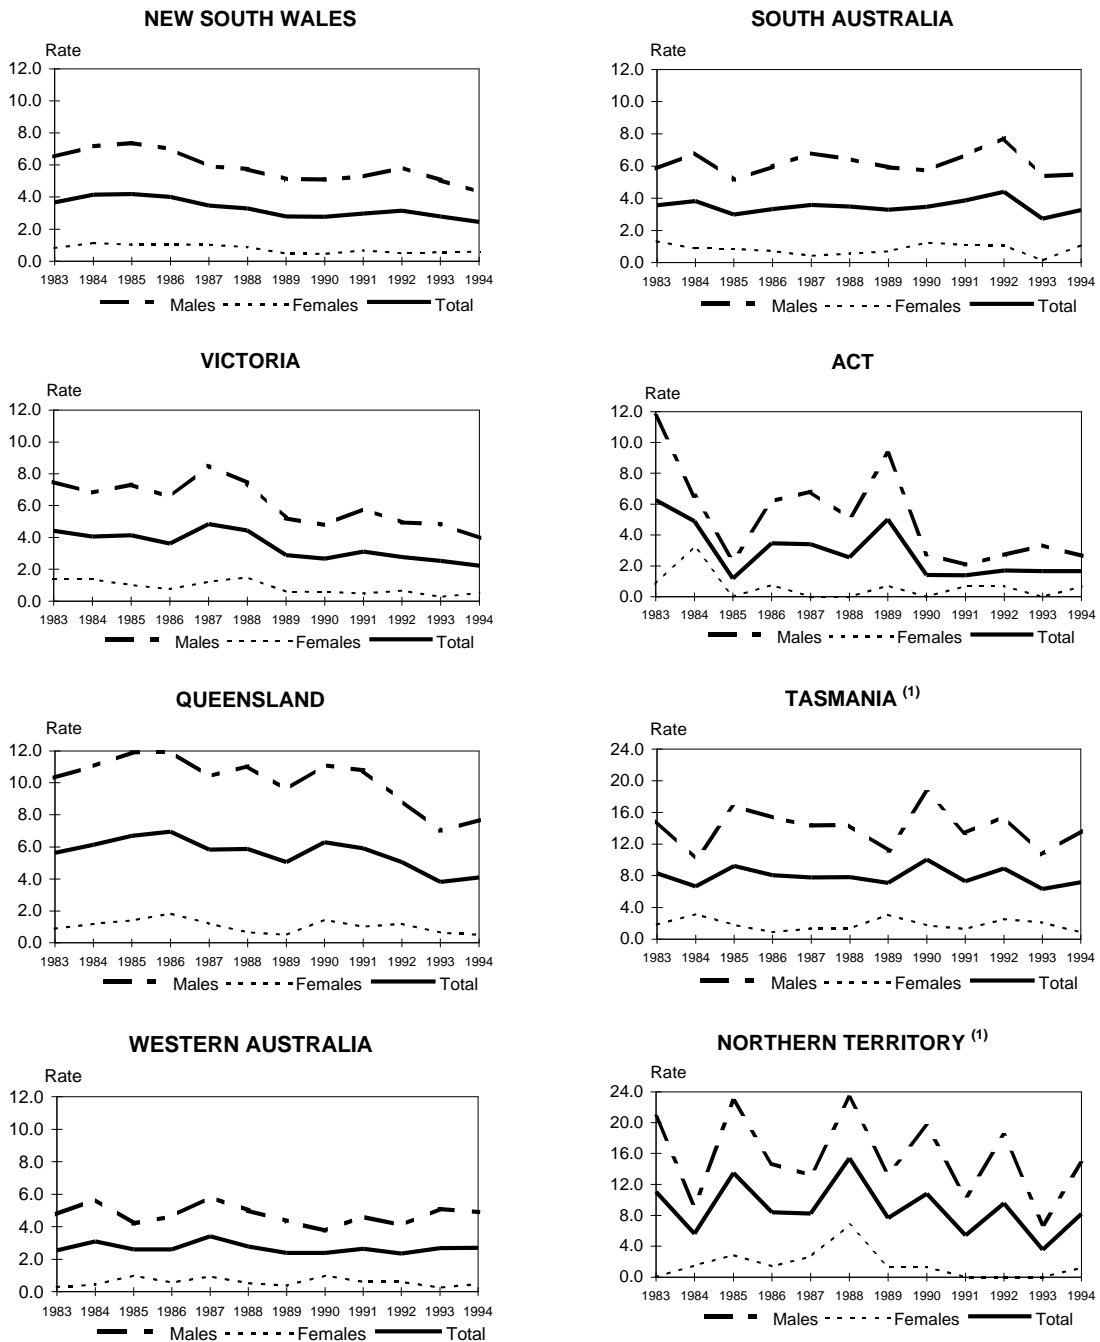 NEW SOUTH WALES
Rate
12.0
10.0
8.0
6.0
4.0
2.0
0.0
1983 1984 1985 1986 1987 1988 1989 1990 1991 1992 1993 1994
Males Females Total
SOUTH AUSTRALIA
Rate
12.0
10.0
8.0
6.0
4.0
2.0
0.0
1983 1984 1985 1986 1987 1988 1989 1990 1991 1992 1993 1994
Males Females Total
VICTORIA
Rate
12.0
10.0
8.0
6.0
4.0
2.0
0.0
1983 1984 1985 1986 1987 1988 1989 1990 1991 1992 1993 1994
Males Females Total
ACT
Rate
12.0
10.0
8.0
6.0
4.0
2.0
0.0
1983 1984 1985 1986 1987 1988 1989 1990 1991 1992 1993 1994
Males Females Total
QUEENSLAND
Rate
12.0
10.0
8.0
6.0
4.0
2.0
0.0
1983 1984 1985 1986 1987 1988 1989 1990 1991 1992 1993 1994
Males Females Total
TASMANIA (1)
Rate
24.0
20.0
16.0
12.0
8.0
4.0
0.0
1983 1984 1985 1986 1987 1988 1989 1990 1991 1992 1993 1994
Males Females Total
WESTERN AUSTRALIA
Rate
12.0
10.0
8.0
6.0
4.0
2.0
0.0
1983 1984 1985 1986 1987 1988 1989 1990 1991 1992 1993 1994
Males Females Total
NORTHERN TERRITORY (1)
Rate
24.0
20.0
16.0
12.0
8.0
4.0
0.0
1983 1984 1985 1986 1987 1988 1989 1990 1991 1992 1993 1994
Males Females Total